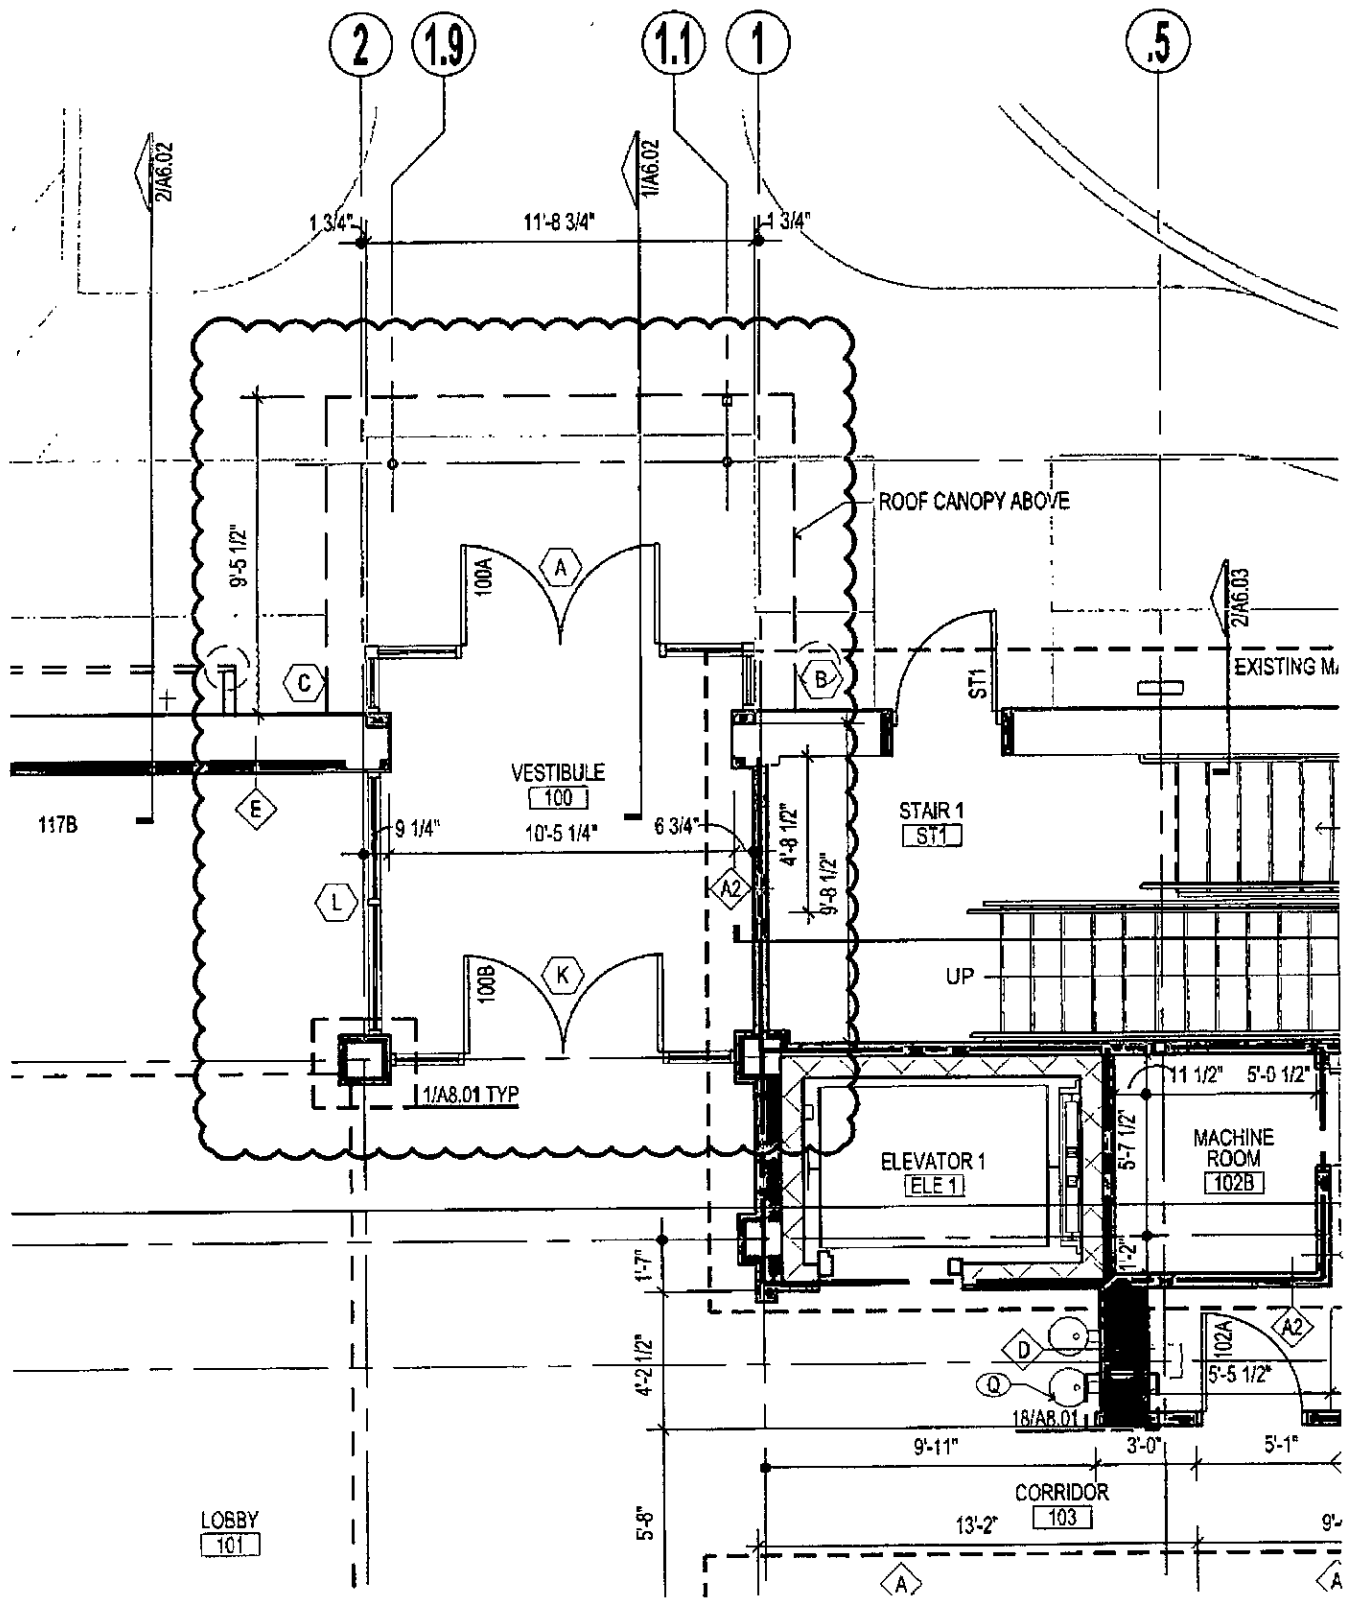 2
1.9
1.1
1
.5
2/A6.02
1/A6.02
1 3/4"
11'-8 3/4"
1 3/4"
ROOF CANOPY ABOVE
9'-5 1/2"
100A
A
2/A6.03
C
B
ST1
EXISTING
VESTIBULE
100
E
117B
9 1/4"
10'-5 1/4"
6 3/4"
4'-8 1/2"
9'-8 1/2"
STAIR 1
ST1
A2
L
UP
100B
K
1/A8.01 TYP
11 1/2"
5'-0 1/2"
5'-7 1/2"
MACHINE
ROOM
102B
ELEVATOR 1
ELE 1
1'-7"
1'-2"
A2
102A
D
4'-2 1/2"
5'-5 1/2"
Q
18/A8.01
9'-11"
3'-0"
5'-1"
CORRIDOR
103
LOBBY
101
5'-8"
13'-2"
9'-
A
A